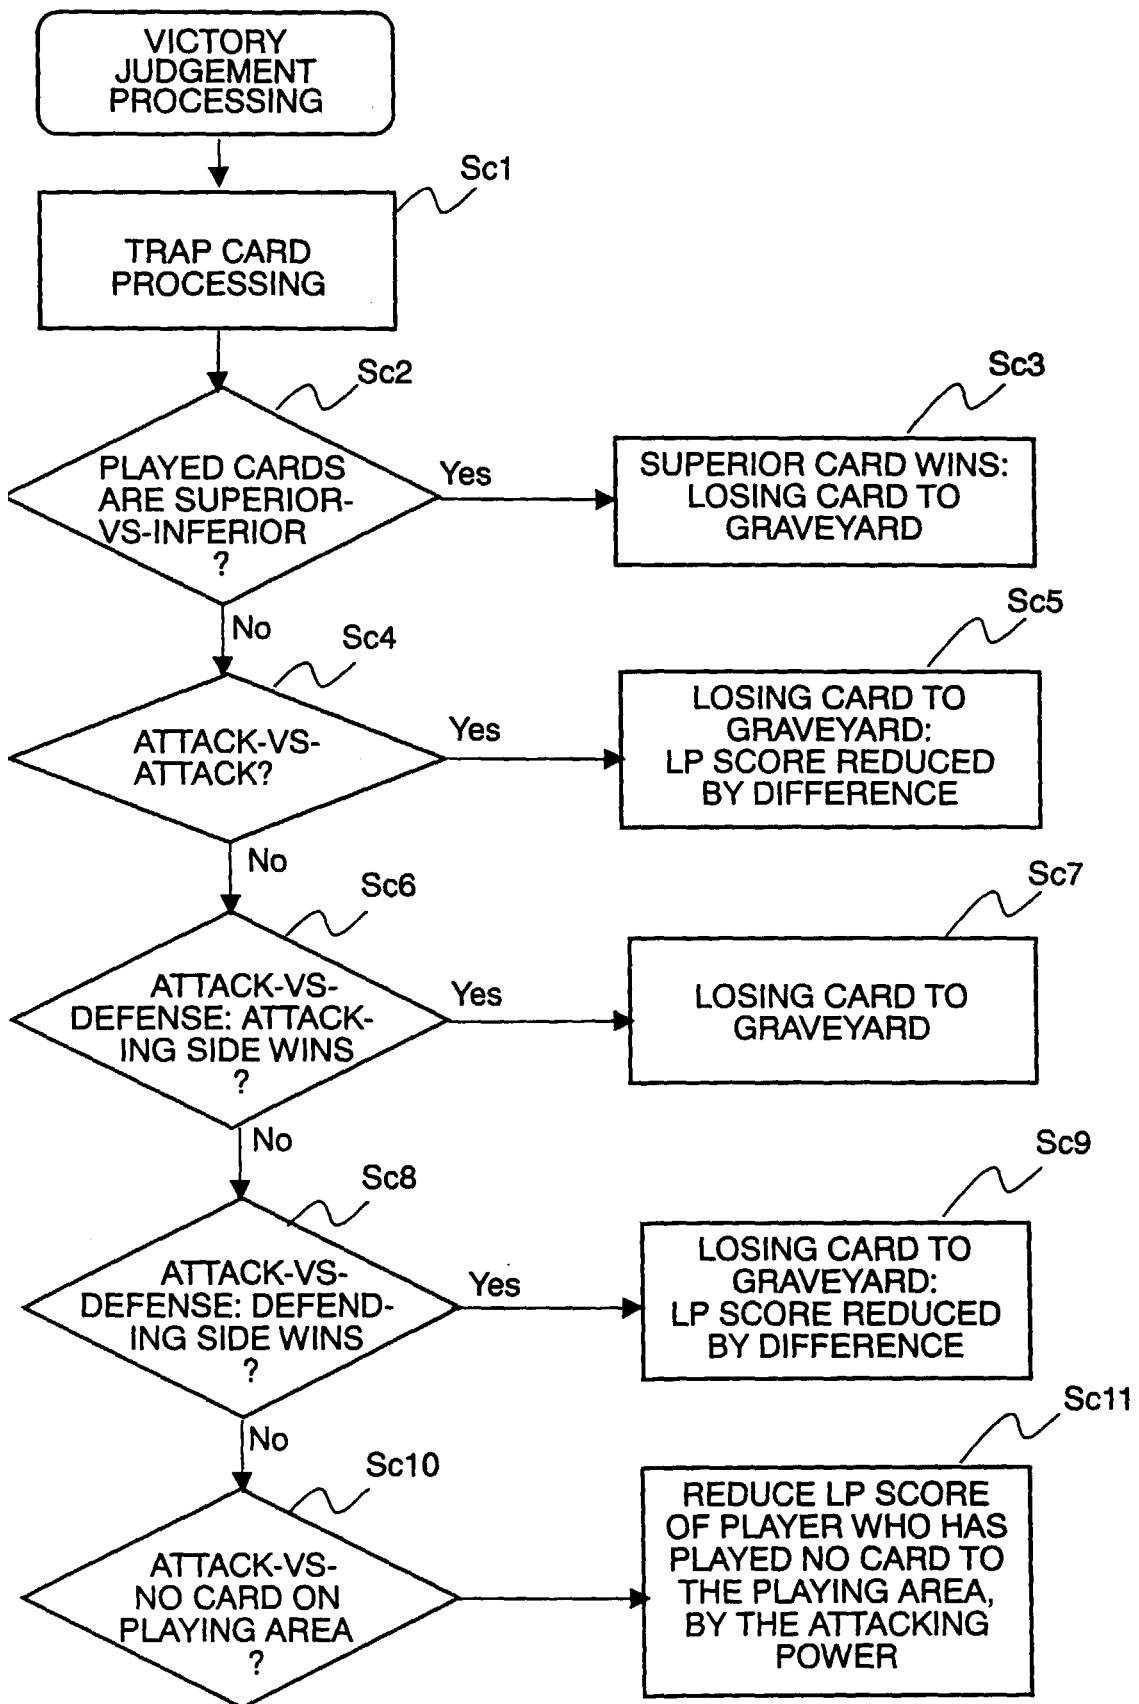 VICTORY
JUDGEMENT
PROCESSING
Sc1
TRAP CARD
PROCESSING
Sc2
PLAYED CARDS
ARE SUPERIOR-
VS-INFERIOR
?
Yes
Sc3
SUPERIOR CARD WINS:
LOSING CARD TO
GRAVEYARD
No
Sc4
ATTACK-VS-
ATTACK?
Yes
Sc5
LOSING CARD TO
GRAVEYARD:
LP SCORE REDUCED
BY DIFFERENCE
No
Sc6
ATTACK-VS-
DEFENSE: ATTACK-
ING SIDE WINS
?
Yes
Sc7
LOSING CARD TO
GRAVEYARD
No
Sc8
ATTACK-VS-
DEFENSE: DEFEND-
ING SIDE WINS
?
Yes
Sc9
LOSING CARD TO
GRAVEYARD:
LP SCORE REDUCED
BY DIFFERENCE
No
Sc10
ATTACK-VS-
NO CARD ON
PLAYING AREA
?
Sc11
REDUCE LP SCORE
OF PLAYER WHO HAS
PLAYED NO CARD TO
THE PLAYING AREA,
BY THE ATTACKING
POWER